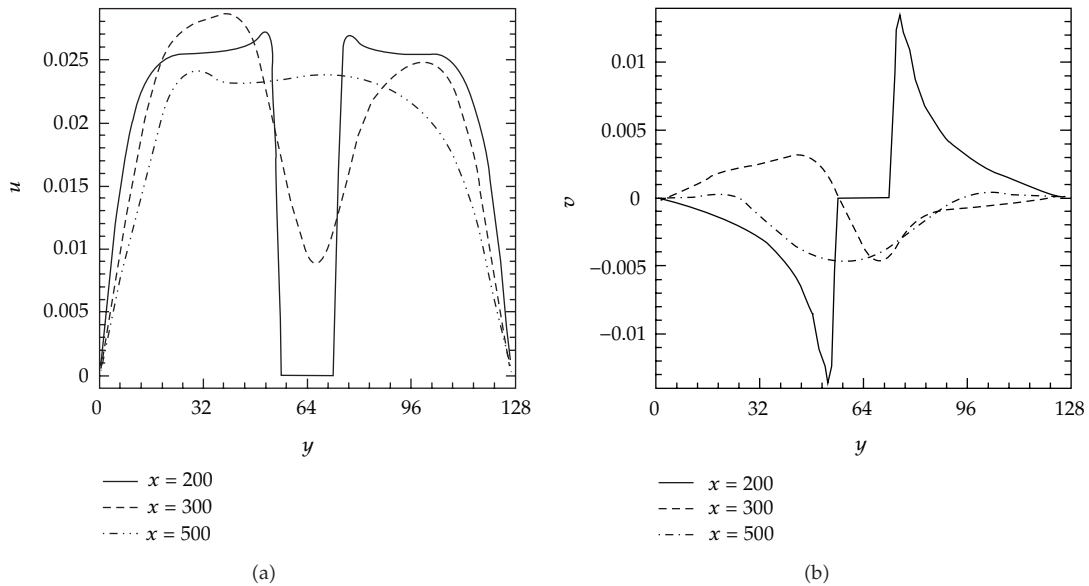 0.025
0.02
0.015
0.01
0.005
0
u
0 32 64 96 128
y
x = 200
x = 300
x = 500
(a)
0.01
0.005
0
−0.005
−0.01
v
0 32 64 96 128
y
x = 200
x = 300
x = 500
(b)